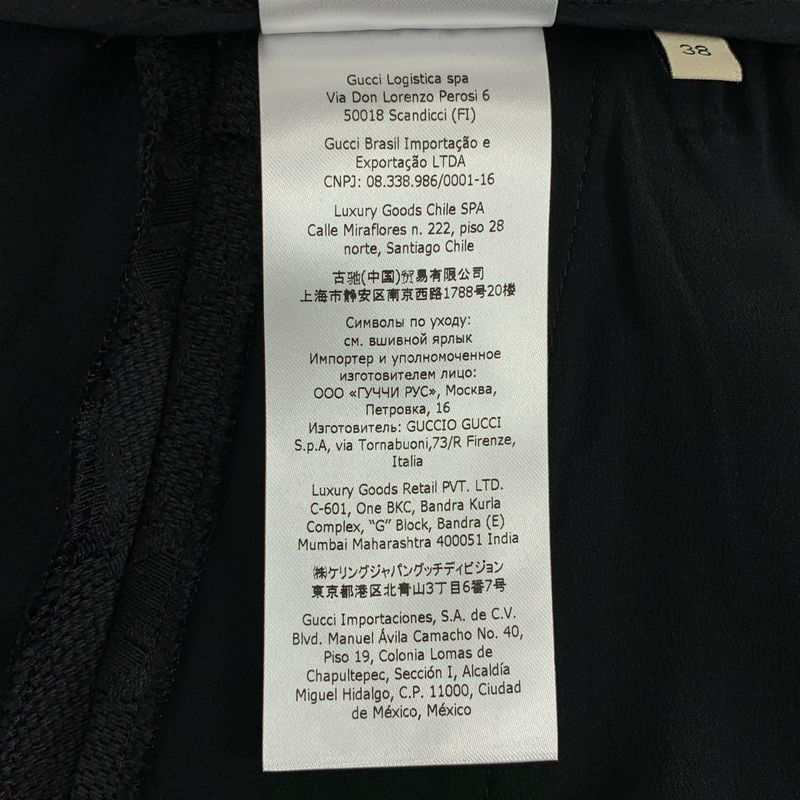 38
Gucci Logistica spa
Via Don Lorenzo Perosi 6
50018 Scandicci (FI)
Gucci Brasil Importação e
Exportação LTDA
CNPJ: 08.338.986/0001-16
Luxury Goods Chile SPA
Calle Miraflores n. 222, piso 28
norte, Santiago Chile
古驰(中国)贸易有限公司
上海市静安区南京西路1788号20楼
Символы по уходу:
см. вшивной ярлык
Импортер и уполномоченное
изготовителем лицо:
ООО «ГУЧЧИ РУС», Москва,
Петровка, 16
Изготовитель: GUCCIO GUCCI
S.p.A, via Tornabuoni,73/R Firenze,
Italia
Luxury Goods Retail PVT. LTD.
C-601, One BKC, Bandra Kurla
Complex, “G” Block, Bandra (E)
Mumbai Maharashtra 400051 India
㈱ケリングジャパングッチディビジョン
東京都港区北青山3丁目6番7号
Gucci Importaciones, S.A. de C.V.
Blvd. Manuel Ávila Camacho No. 40,
Piso 19, Colonia Lomas de
Chapultepec, Sección I, Alcaldía
Miguel Hidalgo, C.P. 11000, Ciudad
de México, México